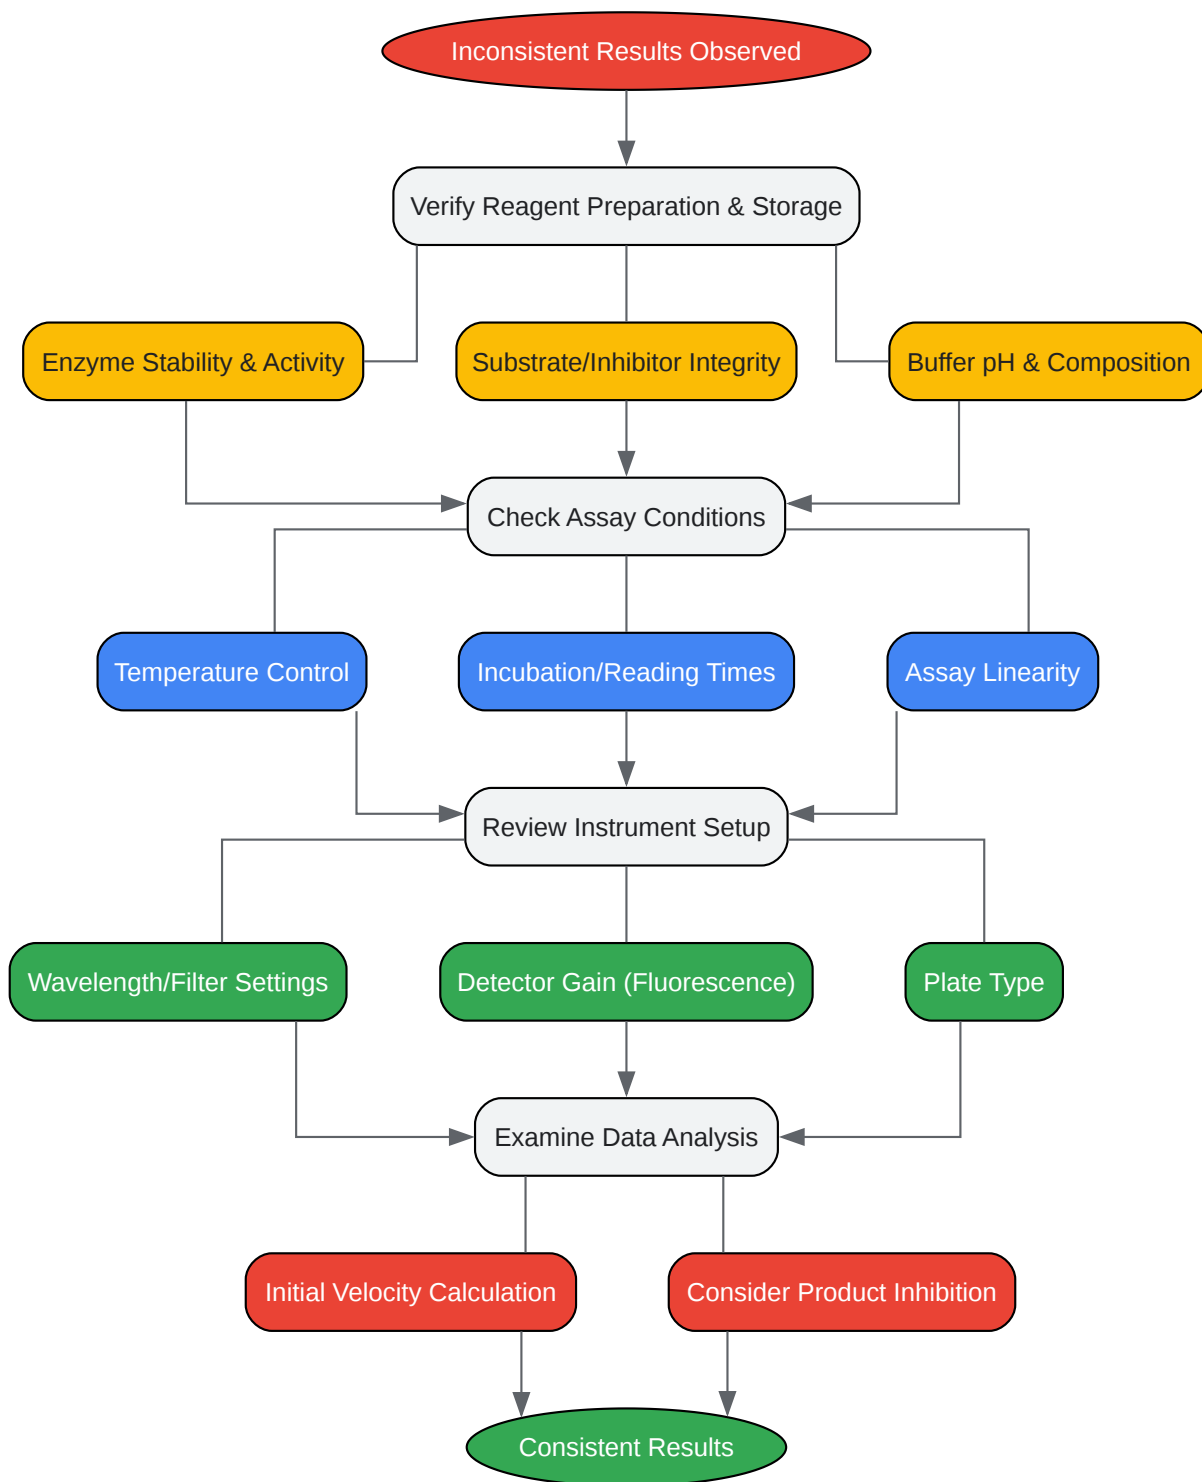 Inconsistent Results Observed
Verify Reagent Preparation & Storage
Enzyme Stability & Activity
Substrate/Inhibitor Integrity
Buffer pH & Composition
Check Assay Conditions
Temperature Control
Incubation/Reading Times
Assay Linearity
Review Instrument Setup
Wavelength/Filter Settings
Detector Gain (Fluorescence)
Plate Type
Examine Data Analysis
Initial Velocity Calculation
Consider Product Inhibition
Consistent Results